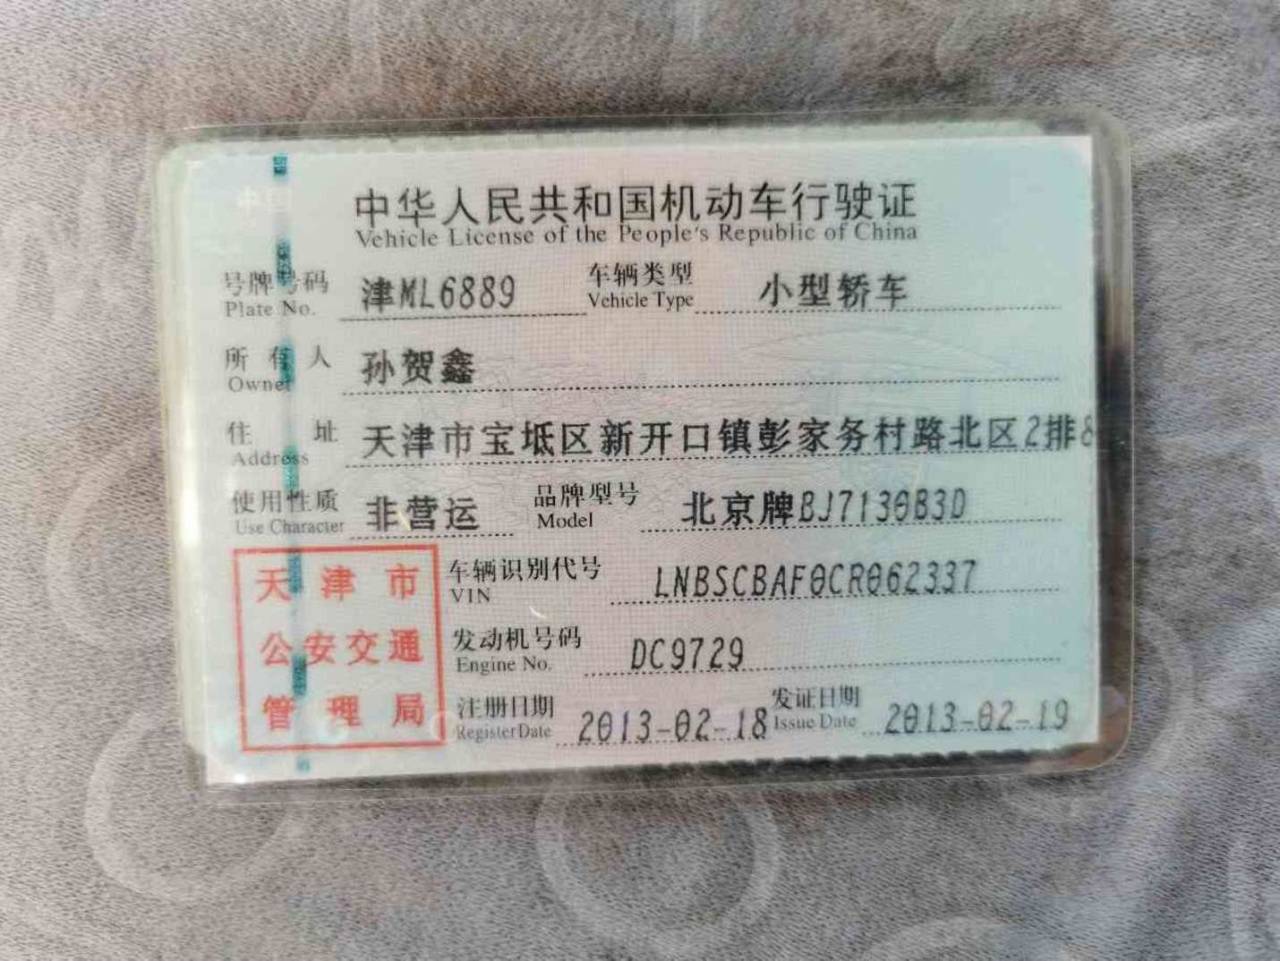 中华人民共和国机动车行驶证
Vehicle License of the People's Republic of China
号牌号码 津ML6889 车辆类型 小型轿车
Plate No. Vehicle Type
所有人 孙贺鑫
Owner
住址 天津市宝坻区新开口镇彭家务村路北区2排8
Address
使用性质 非营运 品牌型号 北京牌BJ7130B3D
Use Character Model
车辆识别代号 LNBSCBAF0CR062337
VIN
发动机号码 DC9729
Engine No.
注册日期 2013-02-18 发证日期 2013-02-19
Register Date Issue Date
天津市
公安交通
管理局